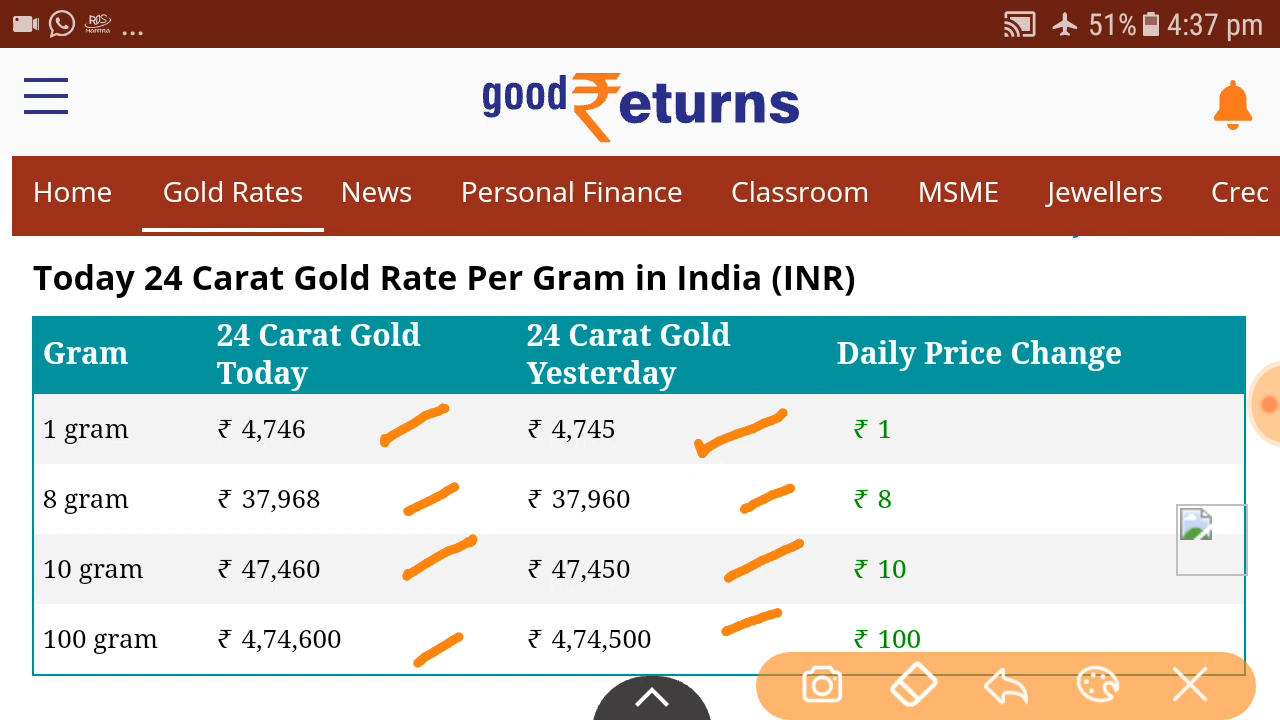 ... 51% 4:37 pm
good₹eturns
Home Gold Rates News Personal Finance Classroom MSME Jewellers Crec
Today 24 Carat Gold Rate Per Gram in India (INR)
Gram 24 Carat Gold Today 24 Carat Gold Yesterday Daily Price Change
1 gram ₹ 4,746 ₹ 4,745 ₹ 1
8 gram ₹ 37,968 ₹ 37,960 ₹ 8
10 gram ₹ 47,460 ₹ 47,450 ₹ 10
100 gram ₹ 4,74,600 ₹ 4,74,500 ₹ 100